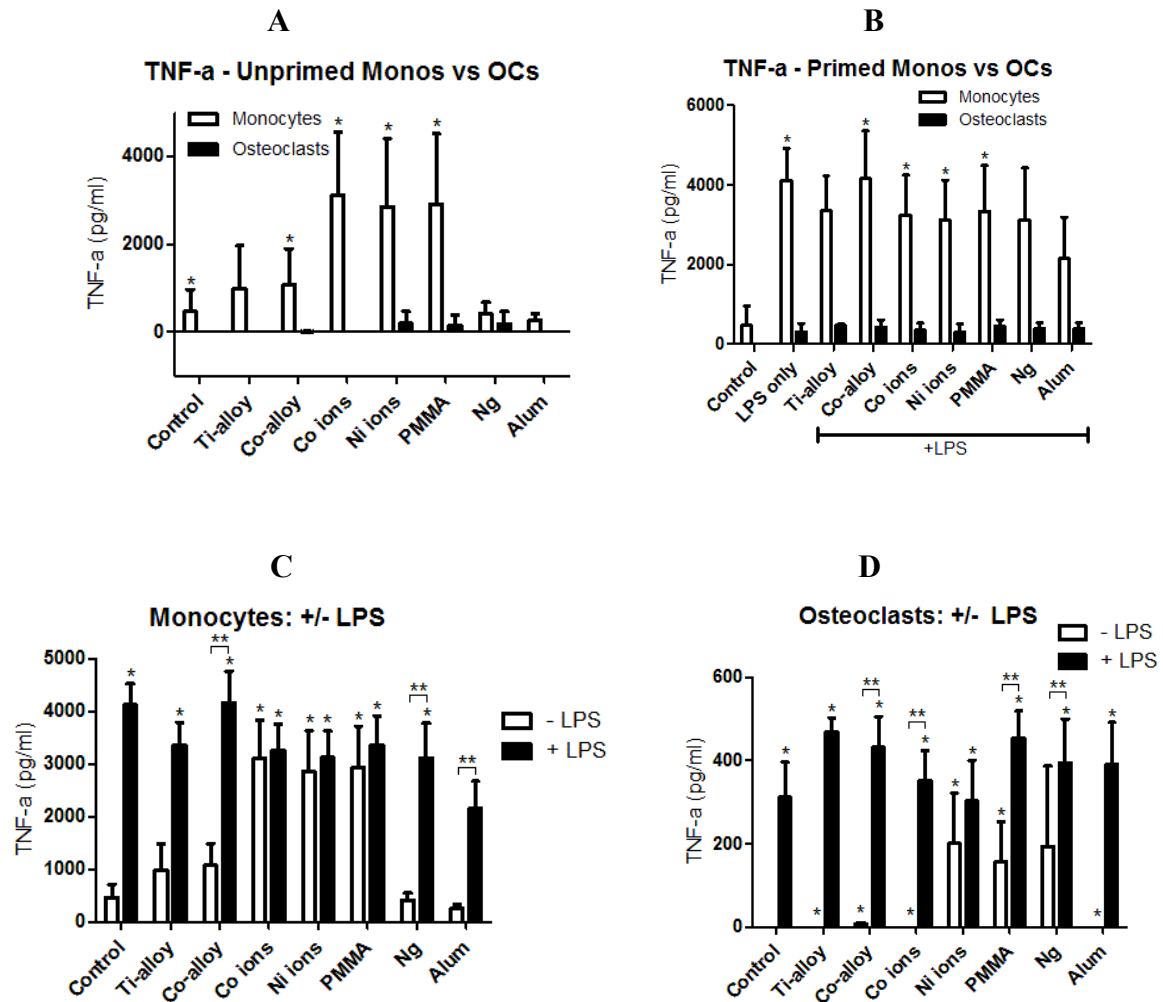 A
TNF-a - Unprimed Monos vs OCs
Monocytes
Osteoclasts
TNF-a (pg/ml)
4000
2000
0
* * * * *
Control
Ti-alloy
Co-alloy
Co ions
Ni ions
PMMA
Ng
Alum
B
TNF-a - Primed Monos vs OCs
Monocytes
Osteoclasts
TNF-a (pg/ml)
6000
4000
2000
0
* * * * *
Control
LPS only
Ti-alloy
Co-alloy
Co ions
Ni ions
PMMA
Ng
Alum
+LPS
C
Monocytes: +/- LPS
- LPS
+ LPS
TNF-a (pg/ml)
5000
4000
3000
2000
1000
0
** ** **
* * * * * * * * * * *
Control
Ti-alloy
Co-alloy
Co ions
Ni ions
PMMA
Ng
Alum
D
Osteoclasts: +/- LPS
- LPS
+ LPS
TNF-a (pg/ml)
600
400
200
0
** ** ** **
* * * * * * * * * * * * * *
Control
Ti-alloy
Co-alloy
Co ions
Ni ions
PMMA
Ng
Alum